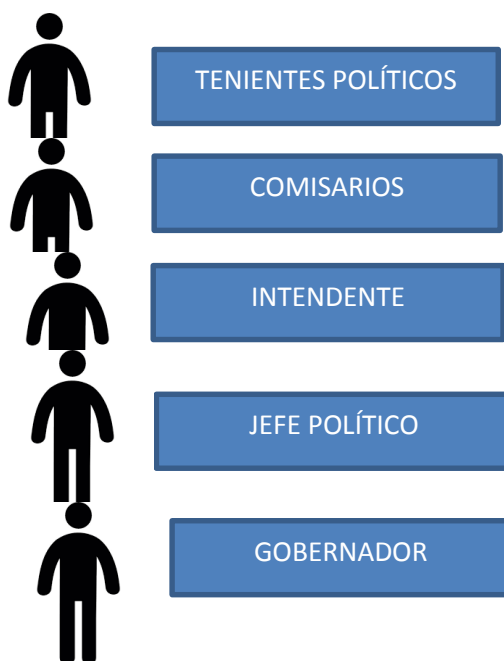 TENIENTES POLÍTICOS
COMISARIOS
INTENDENTE
JEFE POLÍTICO
GOBERNADOR